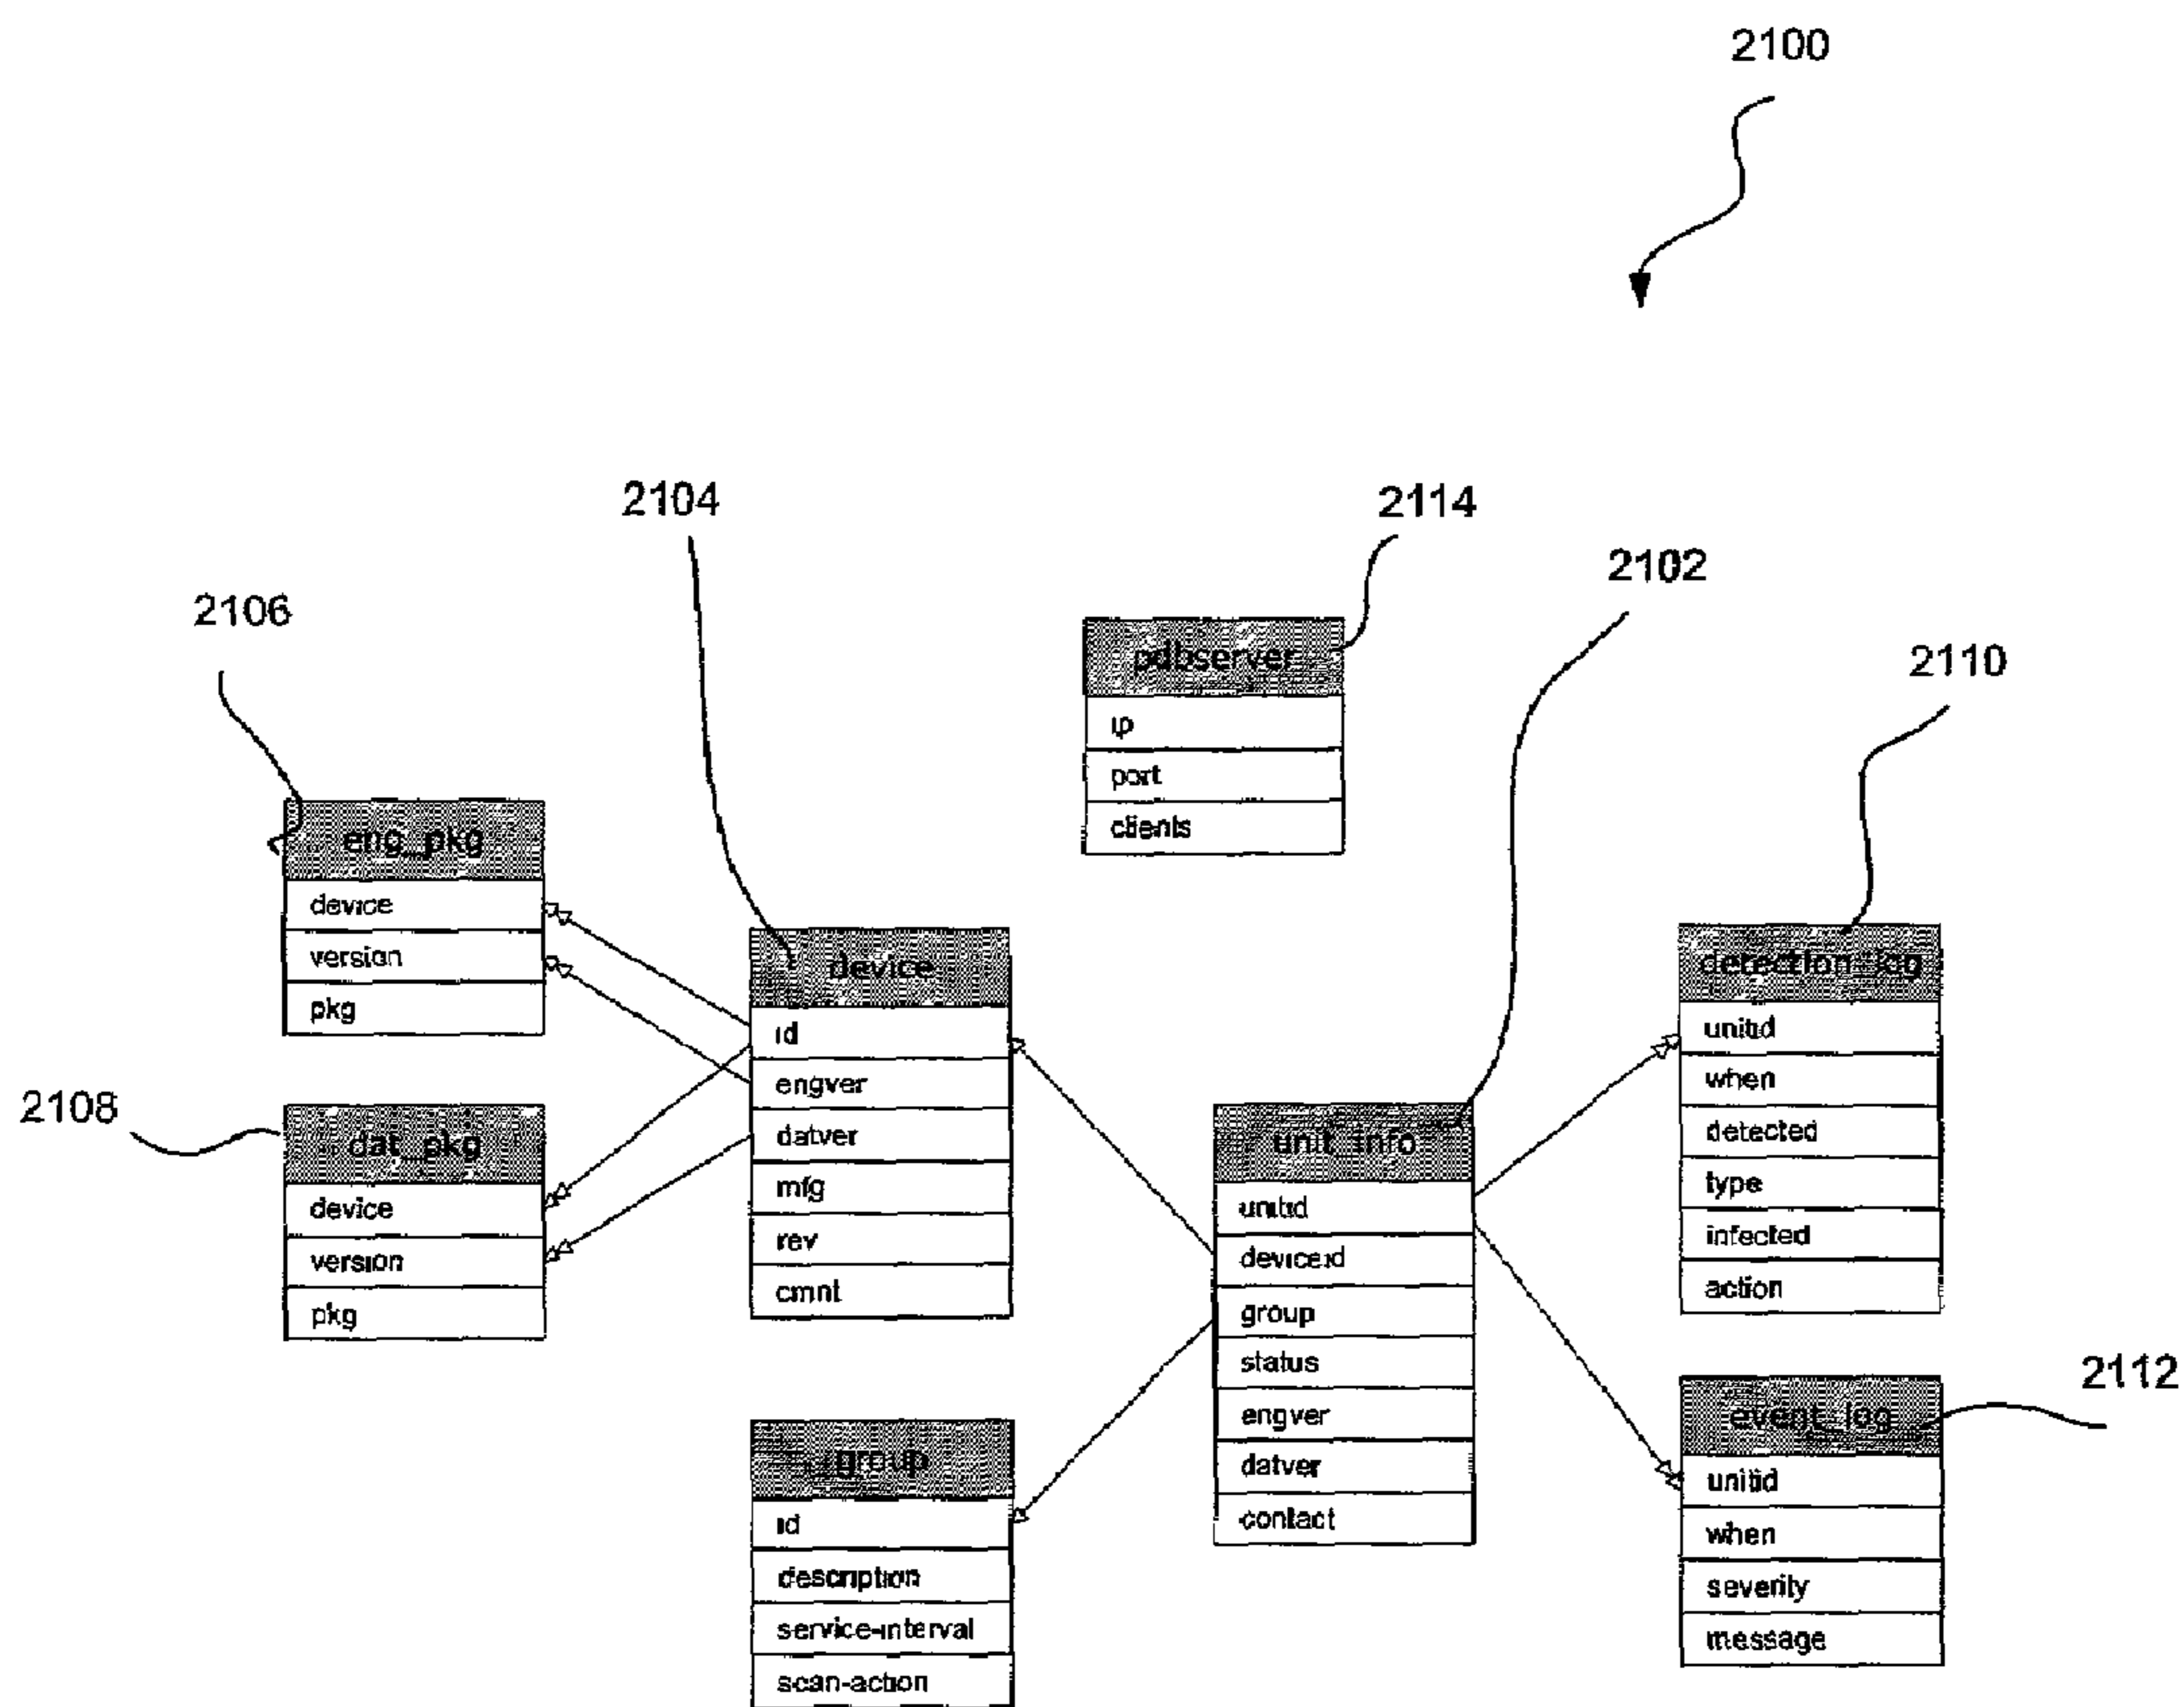 2100
2104
2114
2102
2106
2110
2108
2112
pdbserver
ip
port
clients
eng_pkg
device
version
pkg
device
id
engver
datver
mfg
rev
cmnt
detection_log
unitid
when
detected
type
infected
action
dat_pkg
device
version
pkg
unit_info
unitid
deviceid
group
status
engver
datver
contact
group
id
description
service-interval
scan-action
event_log
unitid
when
severity
message